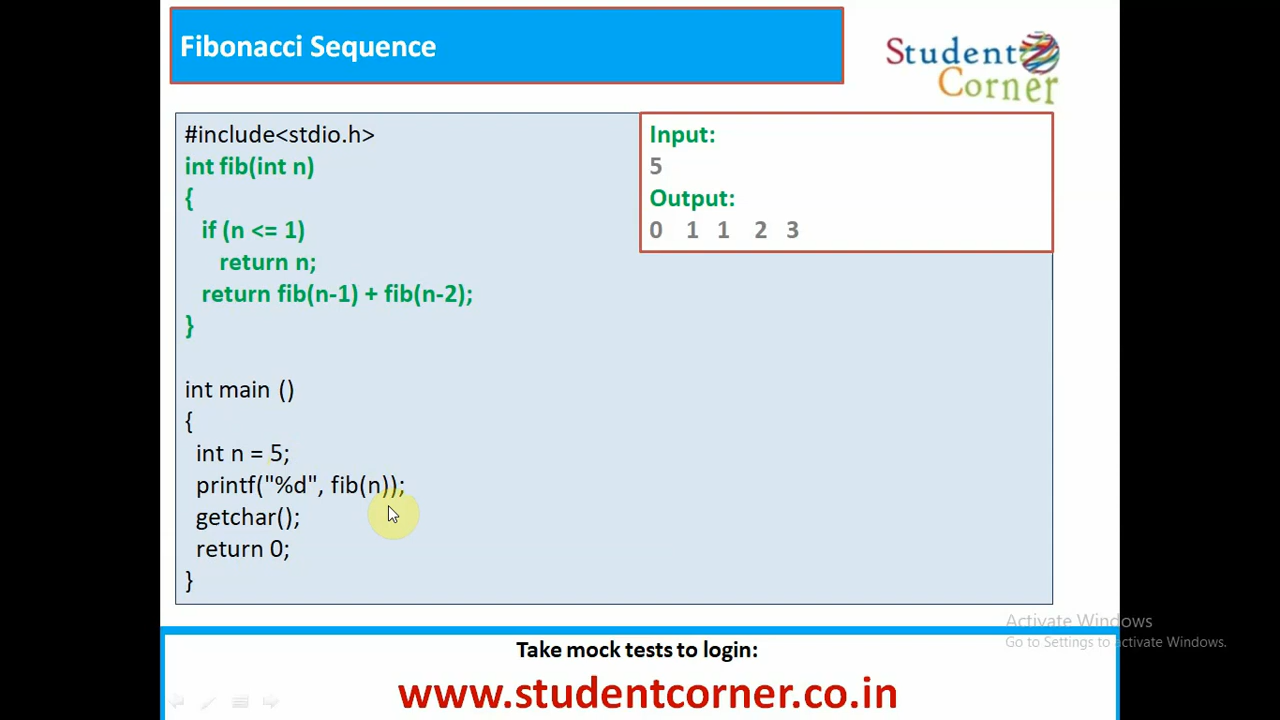 Fibonacci Sequence
Student
Corner
#include<stdio.h>
int fib(int n)
{
if (n <= 1)
return n;
return fib(n-1) + fib(n-2);
}
int main ()
{
int n = 5;
printf("%d", fib(n));
getchar();
return 0;
}
Input:
5
Output:
0 1 1 2 3
Activate Windows
Go to Settings to activate Windows.
Take mock tests to login:
www.studentcorner.co.in